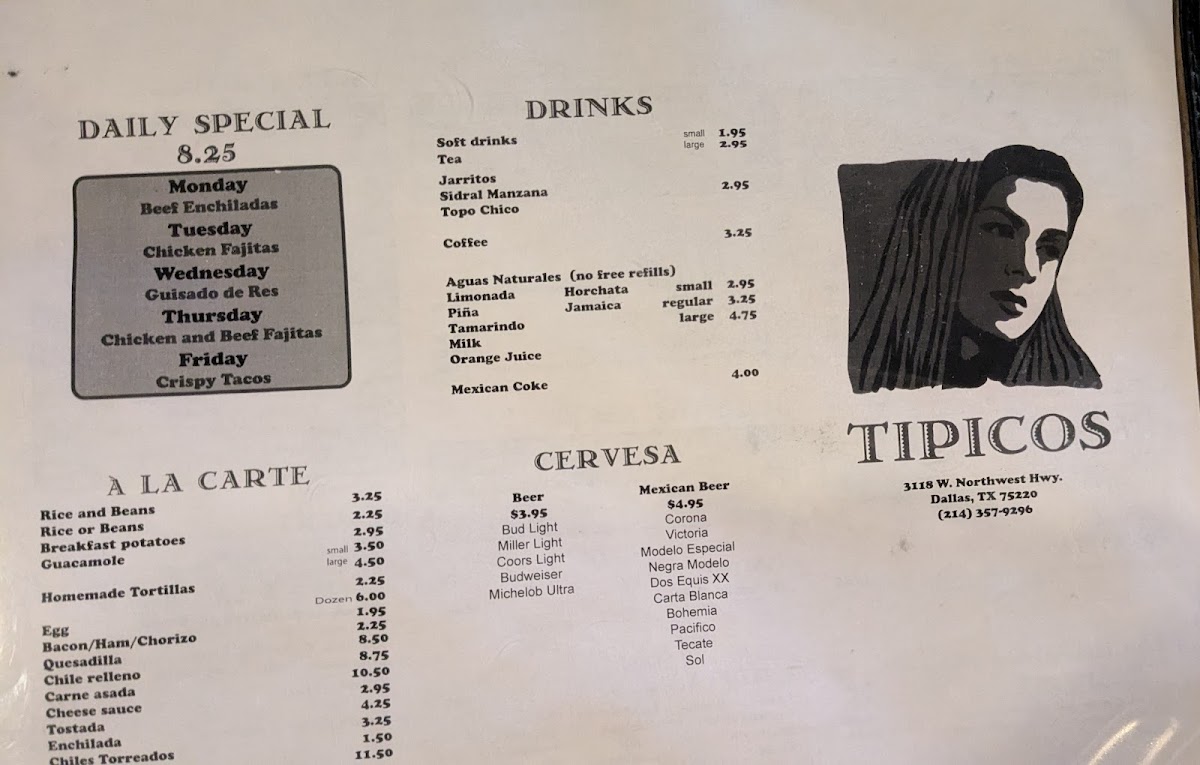 DAILY SPECIAL
8.25
Monday
Beef Enchiladas
Tuesday
Chicken Fajitas
Wednesday
Guisado de Res
Thursday
Chicken and Beef Fajitas
Friday
Crispy Tacos
À LA CARTE
Rice and Beans 3.25
Rice or Beans 2.25
Breakfast potatoes 2.95
Guacamole small 3.50
large 4.50
Homemade Tortillas 2.25
Dozen 6.00
Egg 1.95
Bacon/Ham/Chorizo 2.25
Quesadilla 8.50
Chile relleno 8.75
Carne asada 10.50
Cheese sauce 2.95
Tostada 4.25
Enchilada 3.25
Chiles Torreados 1.50
11.50
DRINKS
Soft drinks small 1.95
Tea large 2.95
Jarritos
Sidral Manzana 2.95
Topo Chico
Coffee 3.25
Aguas Naturales (no free refills)
Limonada Horchata small 2.95
Piña Jamaica regular 3.25
Tamarindo large 4.75
Milk
Orange Juice
Mexican Coke 4.00
CERVESA
Beer
$3.95
Bud Light
Miller Light
Coors Light
Budweiser
Michelob Ultra
Mexican Beer
$4.95
Corona
Victoria
Modelo Especial
Negra Modelo
Dos Equis XX
Carta Blanca
Bohemia
Pacifico
Tecate
Sol
TIPICOS
3118 W. Northwest Hwy.
Dallas, TX 75220
(214) 357-9296